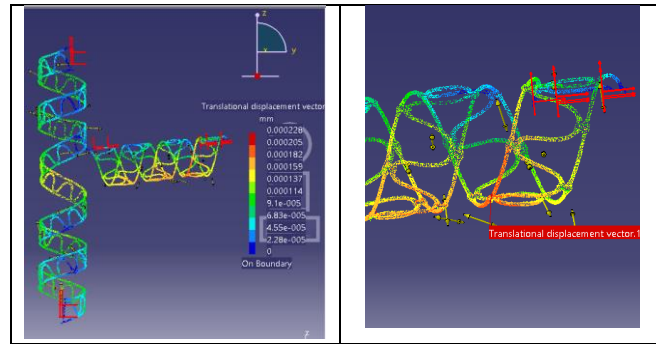 z
x
y
Translational displacement vector
mm
0.000228
0.000205
0.000182
0.000159
0.000137
0.000114
9.1e-005
6.83e-005
4.55e-005
2.28e-005
0
On Boundary
Translational displacement vector.1